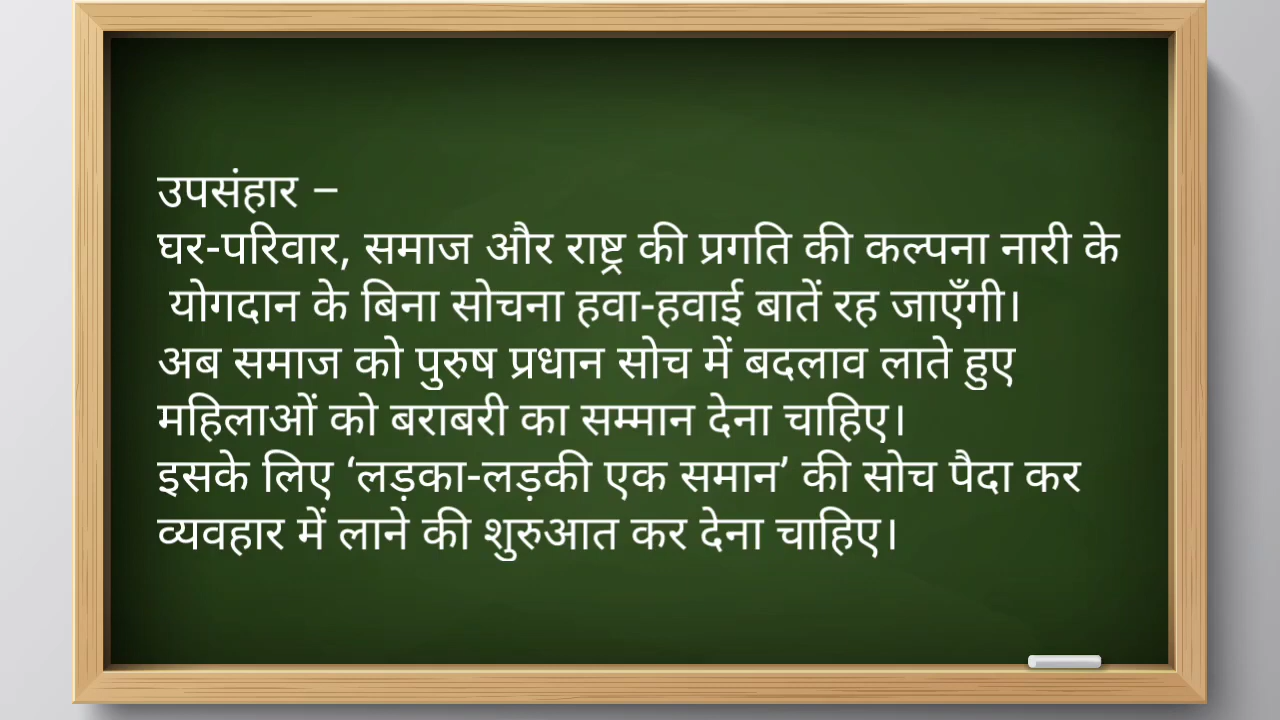 उपसंहार –
घर-परिवार, समाज और राष्ट्र की प्रगति की कल्पना नारी के
योगदान के बिना सोचना हवा-हवाई बातें रह जाएँगी।
अब समाज को पुरुष प्रधान सोच में बदलाव लाते हुए
महिलाओं को बराबरी का सम्मान देना चाहिए।
इसके लिए ‘लड़का-लड़की एक समान’ की सोच पैदा कर
व्यवहार में लाने की शुरुआत कर देना चाहिए।